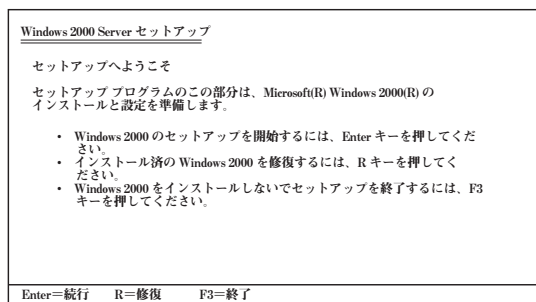 Windows 2000 Server セットアップ
セットアップへようこそ
セットアップ プログラムのこの部分は、Microsoft(R) Windows 2000(R) の
インストールと設定を準備します。
• Windows 2000 のセットアップを開始するには、Enter キーを押してくだ
さい。
• インストール済の Windows 2000 を修復するには、R キーを押してく
ださい。
• Windows 2000 をインストールしないでセットアップを終了するには、F3
キーを押してください。
Enter＝続行 R＝修復 F3＝終了